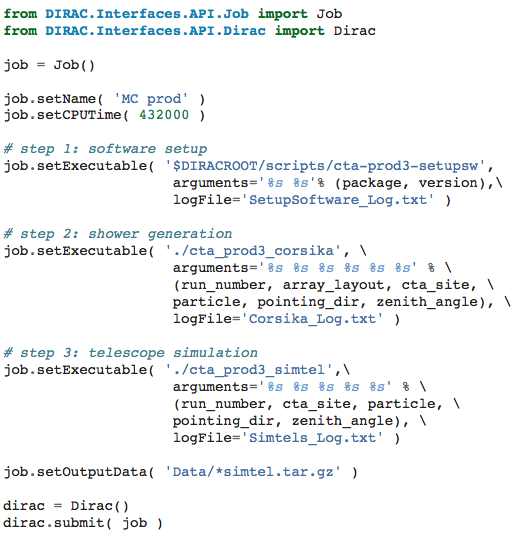 from DIRAC.Interfaces.API.Job import Job
from DIRAC.Interfaces.API.Dirac import Dirac

job = Job()

job.setName( 'MC prod' )
job.setCPUTime( 432000 )

# step 1: software setup
job.setExecutable( '$DIRACROOT/scripts/cta-prod3-setupsw',
                    arguments='%s %s'% (package, version),\
                    logFile='SetupSoftware_Log.txt' )

# step 2: shower generation
job.setExecutable( './cta_prod3_corsika', \
                    arguments='%s %s %s %s %s %s' % \
                    (run_number, array_layout, cta_site, \
                    particle, pointing_dir, zenith_angle), \
                    logFile='Corsika_Log.txt' )

# step 3: telescope simulation
job.setExecutable( './cta_prod3_simtel',\
                    arguments='%s %s %s %s %s' % \
                    (run_number, cta_site, particle, \
                    pointing_dir, zenith_angle), \
                    logFile='Simtels_Log.txt' )

job.setOutputData( 'Data/*simtel.tar.gz' )

dirac = Dirac()
dirac.submit( job )